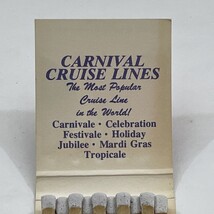 CARNIVAL
CRUISE LINES
The Most Popular
Cruise Line
in the World!
Carnivale • Celebration
Festivale • Holiday
Jubilee • Mardi Gras
Tropicale